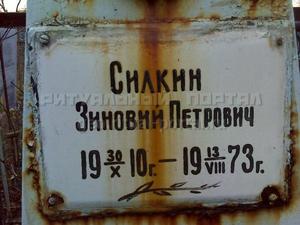 СИЛКИН
ЗИНОВИЙ ПЕТРОВИЧ
19 30/X 10г. — 19 13/VIII 73г.
РИТУАЛЬНЫЙ ПОРТАЛ